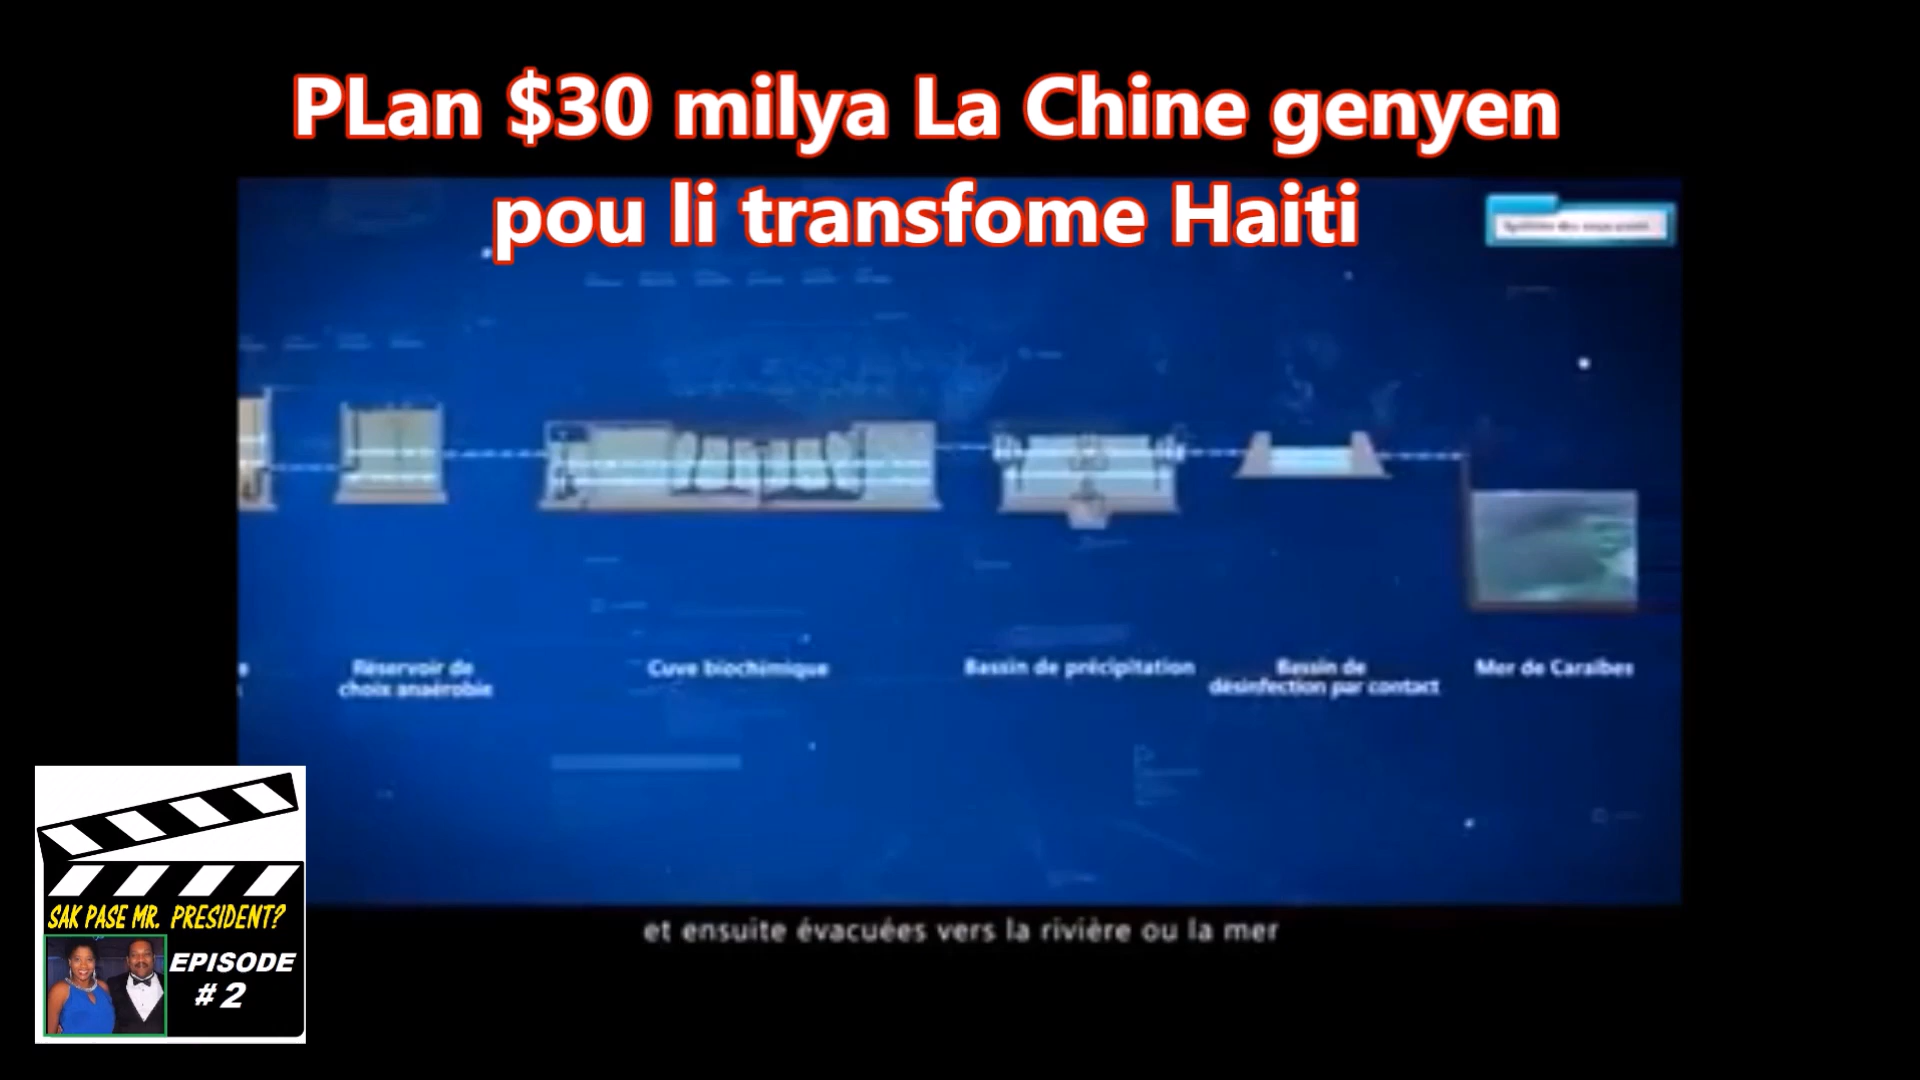 PLan $30 milya La Chine genyen
pou li transfome Haiti
Réservoir de
choix anaérobie
Cuve biochimique
Bassin de précipitation
Bassin de
désinfection par contact
Mer de Caraïbes
et ensuite évacuées vers la rivière ou la mer
SAK PASE MR. PRESIDENT?
EPISODE
#2